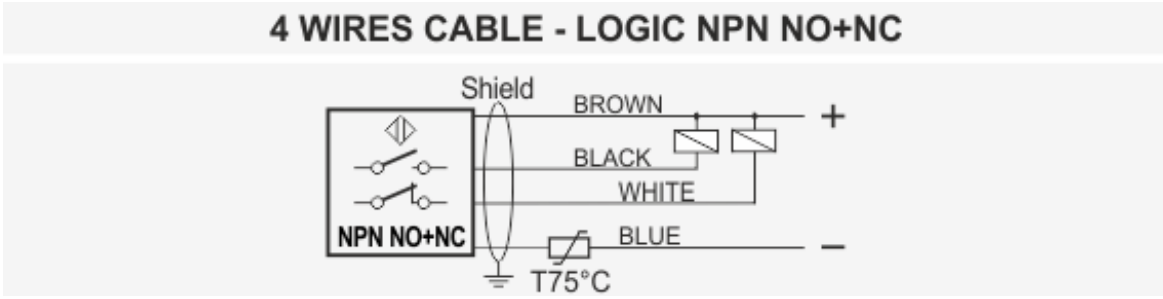 4 WIRES CABLE - LOGIC NPN NO+NC
Shield
BROWN
+
BLACK
WHITE
NPN NO+NC
BLUE
–
T75°C